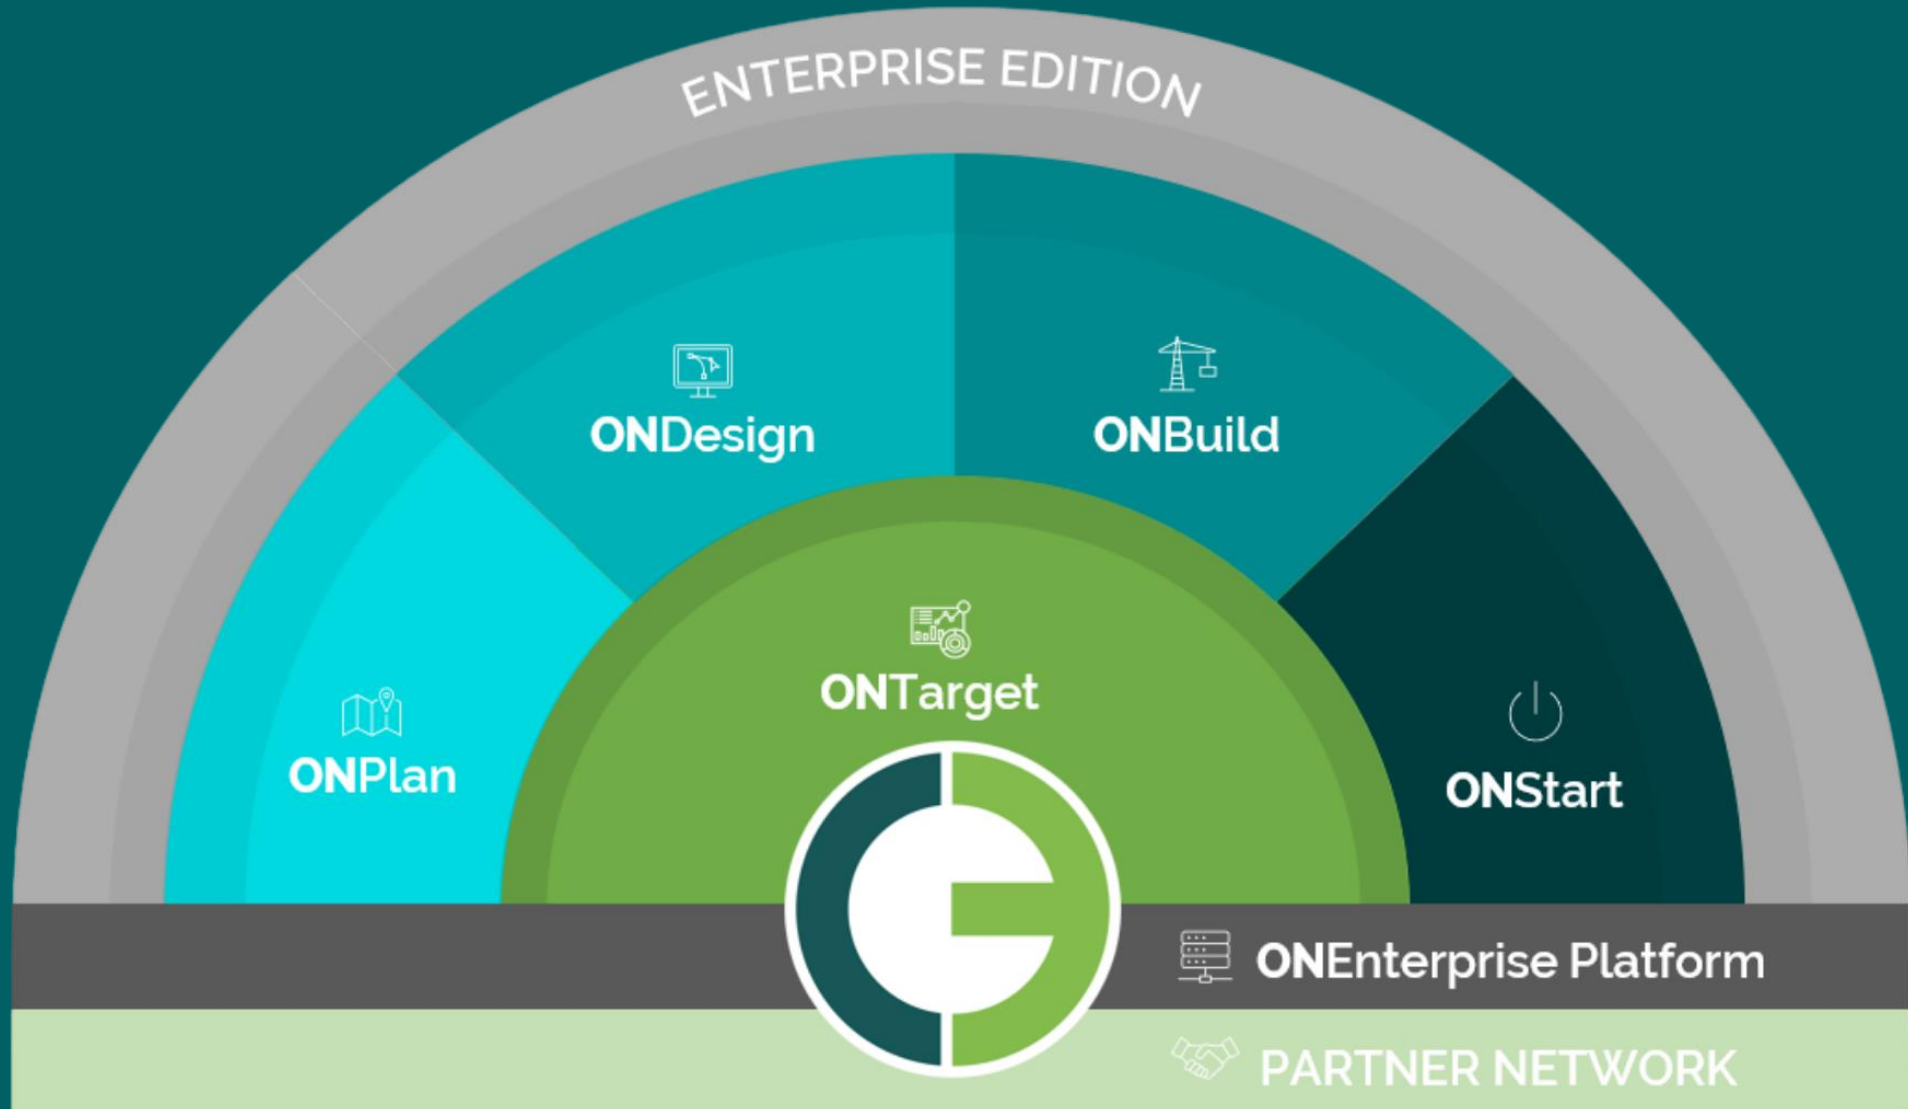 ENTERPRISE EDITION
ONDesign
ONBuild
ONTarget
ONPlan
ONStart
ONEnterprise Platform
PARTNER NETWORK